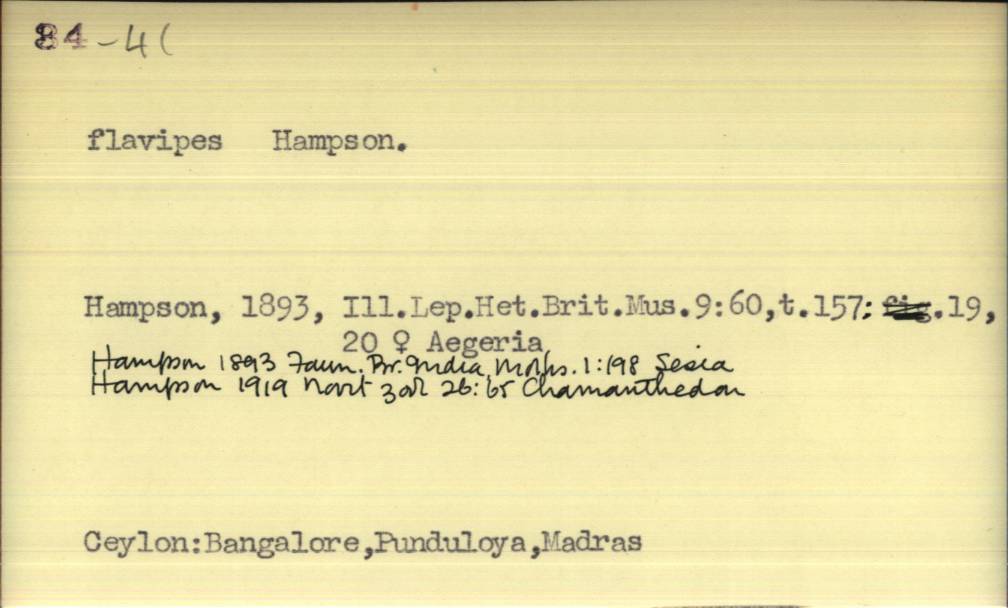 84-4(
flavipes Hampson.
Hampson, 1893, Ill.Lep.Het.Brit.Mus.9:60,t.157: fig.19,
20 ♀ Aegeria
Hampson 1893 Faun. Br. India, Moths. 1:198 Sesia
Hampson 1919 Novit Zool 26:65 Chamanthedon
Ceylon:Bangalore,Punduloya,Madras